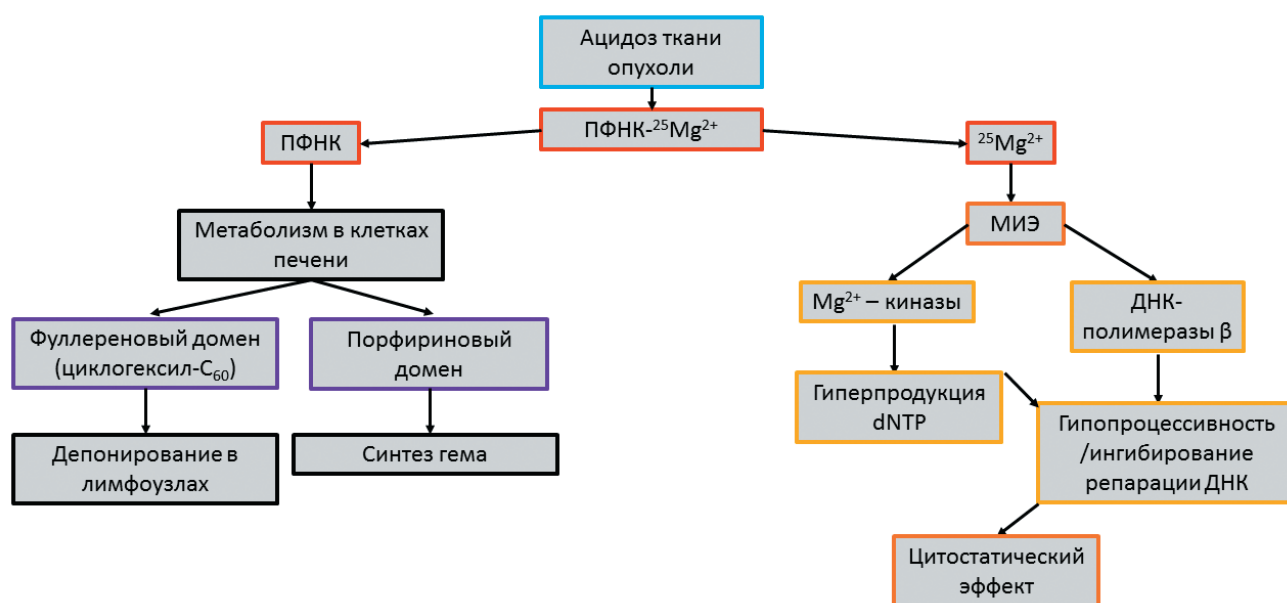 Ацидоз ткани
опухоли
ПФНК-²⁵Mg²⁺
ПФНК
²⁵Mg²⁺
Метаболизм в клетках
печени
МИЭ
Mg²⁺ – киназы
ДНК-
полимеразы β
Фуллереновый домен
(циклогексил-C₆₀)
Порфириновый
домен
Гиперпродукция
dNTP
Гипопроцессивность
/ингибирование
репарации ДНК
Депонирование в
лимфоузлах
Синтез гема
Цитостатический
эффект